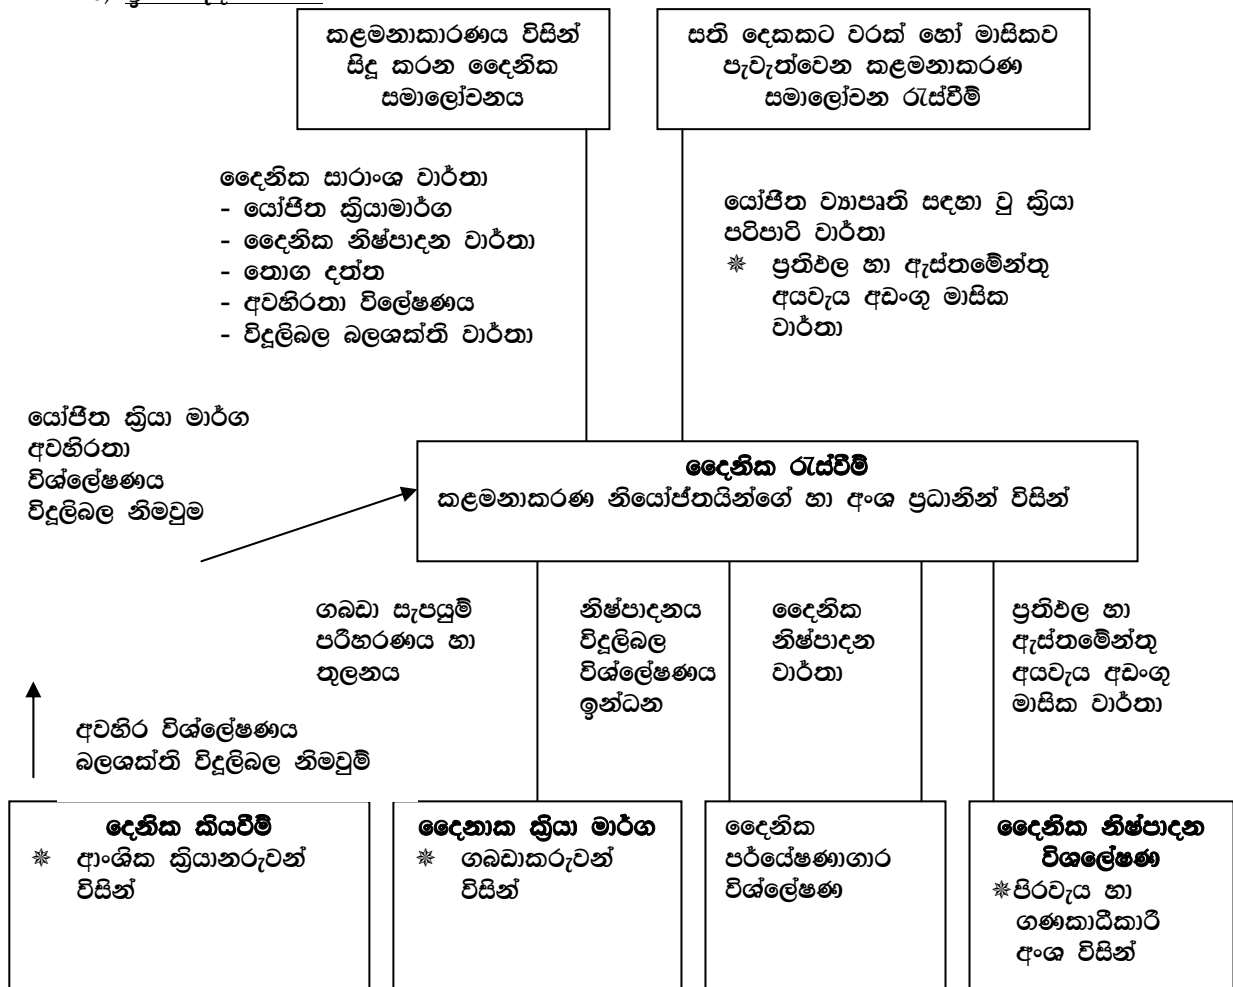 කළමනාකාරණය විසින්
සිදූ කරන දෛනික
සමාලෝචනය
සති දෙකකට වරක් හෝ මාසිකව
පැවැත්වෙන කළමනාකරණ
සමාලෝචන රැස්වීම්
දෛනික සාරාංශ වාර්තා
- යෝජිත ක්‍රියාමාර්ග
- දෛනික නිෂ්පාදන වාර්තා
- තොග දත්ත
- අවහිරතා විලේෂණය
- විදූලිබල බලශක්ති වාර්තා
යෝජිත ව්‍යාපෘති සඳහා වු ක්‍රියා
පටිපාටි වාර්තා
❋ ප්‍රතිඵල හා ඇස්තමේන්තූ
අයවැය අඩංගූ මාසික
වාර්තා
යෝජිත ක්‍රියා මාර්ග
අවහිරතා
විශ්ලේෂණය
විදූලිබල නිමවුම
දෛනික රැස්වීම්
කළමනාකරණ නියෝජ්තයින්ගේ හා අංශ ප්‍රධානින් විසින්
ගබඩා සැපයුම්
පරීහරණය හා
තූලනය
නිෂ්පාදනය
විදූලිබල
විශ්ලේෂණය
ඉන්ධන
දෛනික
නිෂ්පාදන
වාර්තා
ප්‍රතිඵල හා
ඇස්තමේන්තූ
අයවැය අඩංගූ
මාසික වාර්තා
අවහිර විශ්ලේෂණය
බලශක්ති විදූලිබල නිමවුම්
දෙනික කියවීම්
❋ ආංශික ක්‍රියානරුවන්
විසින්
දෛනාක ක්‍රියා මාර්ග
❋ ගබඩාකරුවන්
විසින්
දෛනික
පර්යේෂණාගාර
විශ්ලේෂණ
දෛනික නිෂ්පාදන
විශලේෂණ
❋පිරවැය හා
ගණකාධීකාරී
අංශ විසින්